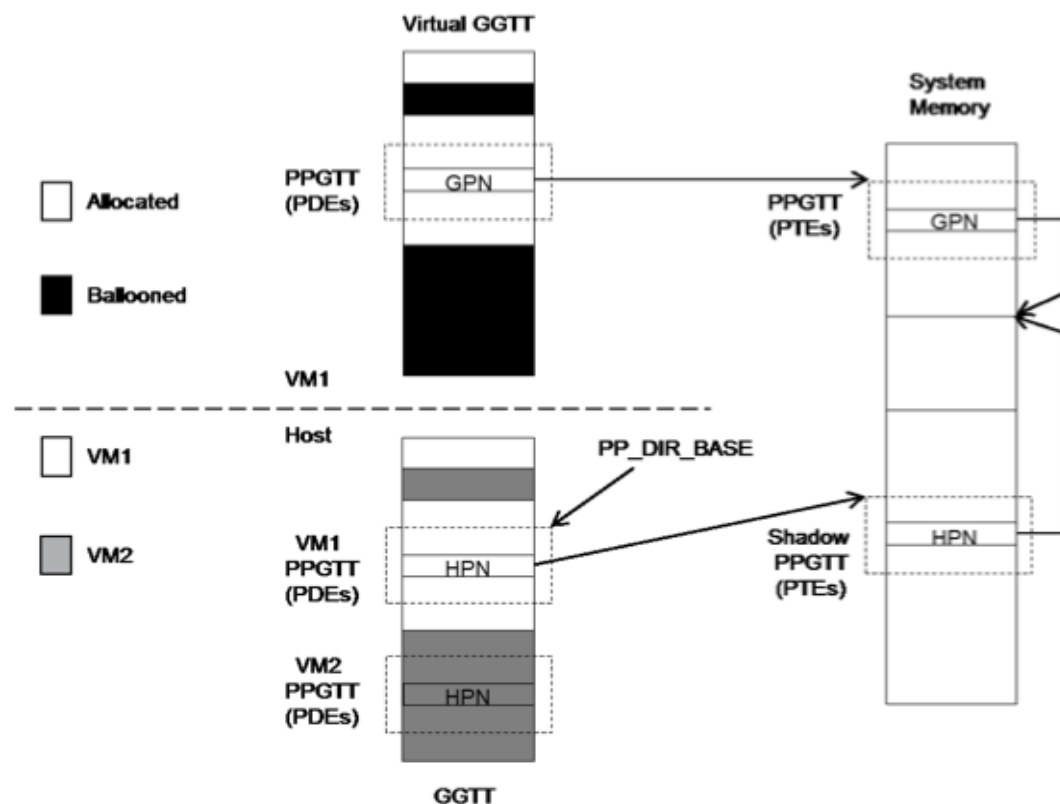 Virtual GGTT
System
Memory
PPGTT
(PDEs)
GPN
PPGTT
(PTEs)
GPN
Allocated
Ballooned
VM1
Host
VM1
VM2
PP_DIR_BASE
VM1
PPGTT
(PDEs)
HPN
Shadow
PPGTT
(PTEs)
HPN
VM2
PPGTT
(PDEs)
HPN
GGTT